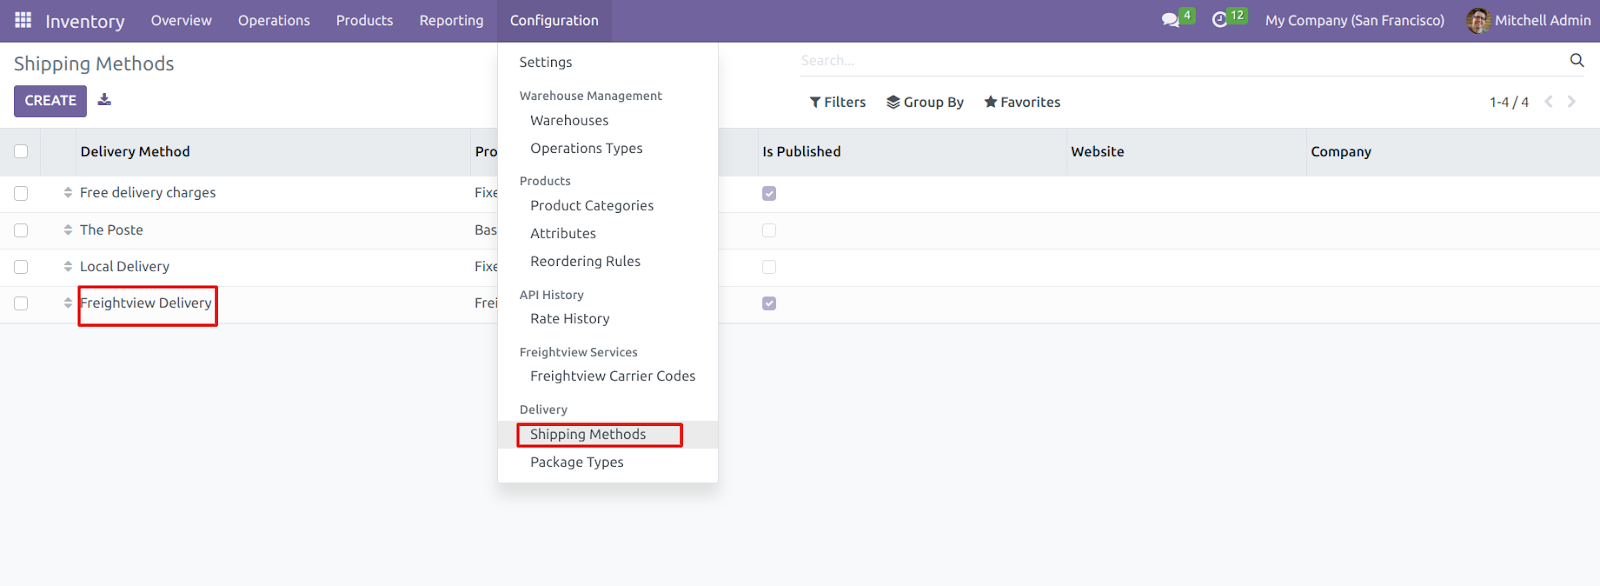 Inventory Overview Operations Products Reporting Configuration 4 12 My Company (San Francisco) Mitchell Admin
Shipping Methods
Search...
CREATE
Filters Group By Favorites 1-4 / 4
Delivery Method Pro Is Published Website Company
Free delivery charges Fixe
The Poste Bas
Local Delivery Fixe
Freightview Delivery Frei
Settings
Warehouse Management
Warehouses
Operations Types
Products
Product Categories
Attributes
Reordering Rules
API History
Rate History
Freightview Services
Freightview Carrier Codes
Delivery
Shipping Methods
Package Types